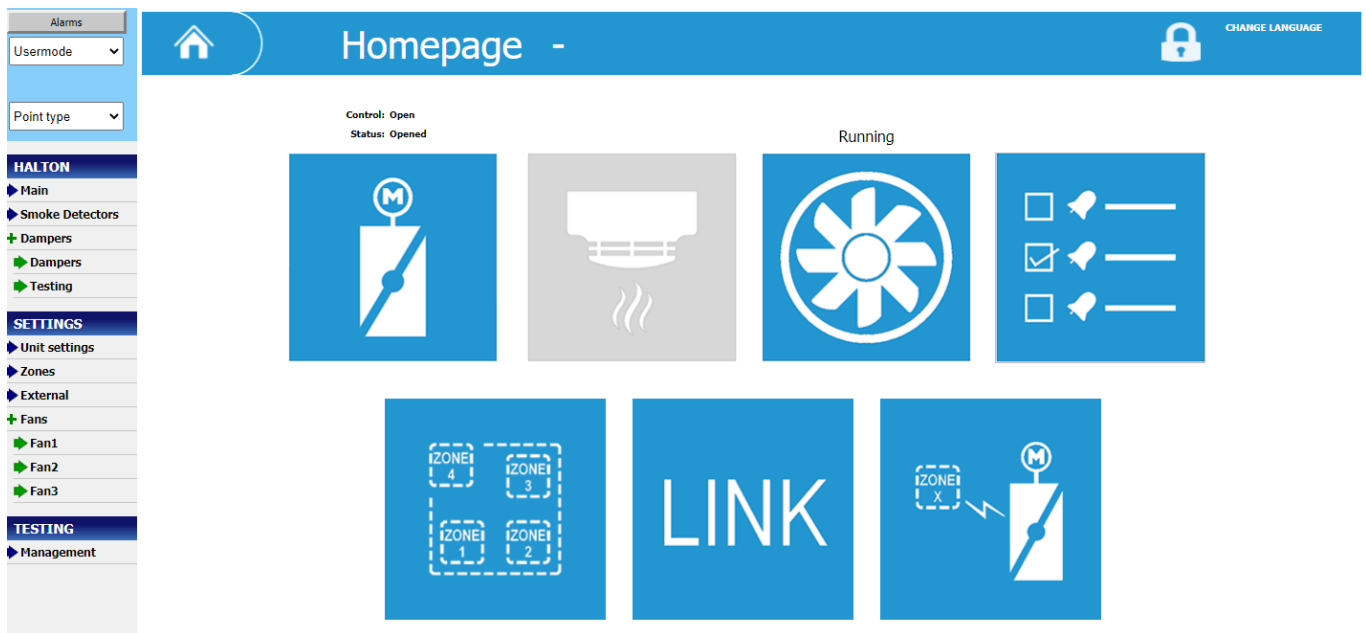 Alarms
Usermode
Point type
HALTON
Main
Smoke Detectors
Dampers
Dampers
Testing
SETTINGS
Unit settings
Zones
External
Fans
Fan1
Fan2
Fan3
TESTING
Management
Homepage -
CHANGE LANGUAGE
Control: Open
Status: Opened
Running
M
ZONE
4
ZONE
3
ZONE
1
ZONE
2
LINK
ZONE
X
M